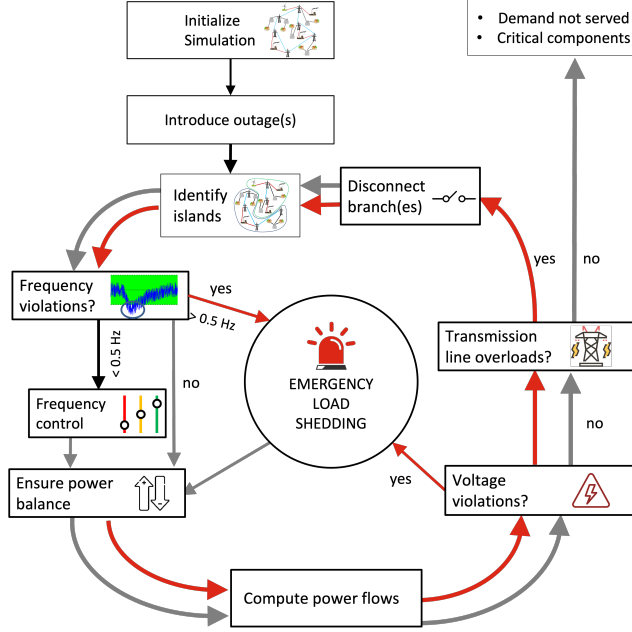 Initialize
Simulation
• Demand not served
• Critical components
Introduce outage(s)
Identify
islands
Disconnect
branch(es)
Frequency
violations?
yes
> 0.5 Hz
yes
no
< 0.5 Hz
no
EMERGENCY
LOAD
SHEDDING
Transmission
line overloads?
Frequency
control
no
Ensure power
balance
yes
Voltage
violations?
Compute power flows